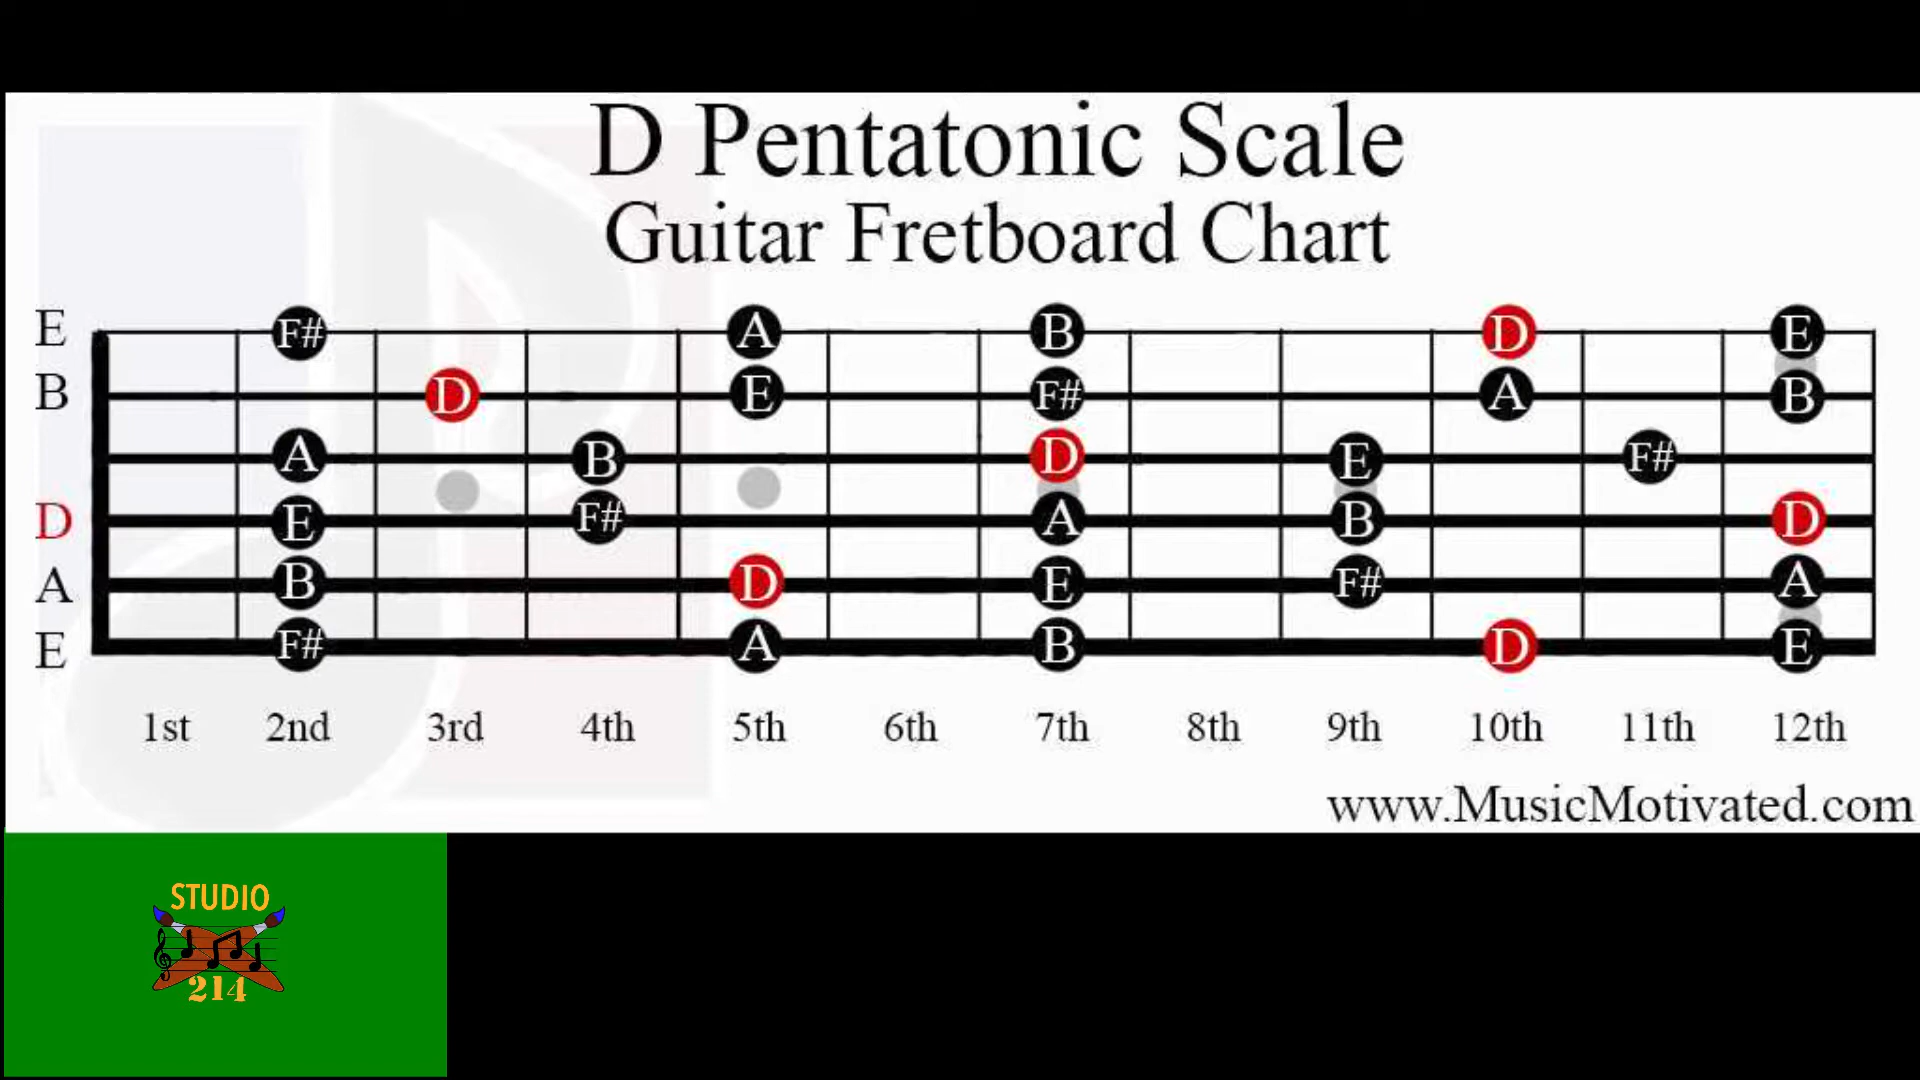 D Pentatonic Scale
Guitar Fretboard Chart
E F# A B D E
B D E F# A B
A B D E F#
D E F# A B D
A B D E F# A
E F# A B D E
1st 2nd 3rd 4th 5th 6th 7th 8th 9th 10th 11th 12th
www.MusicMotivated.com
STUDIO
214